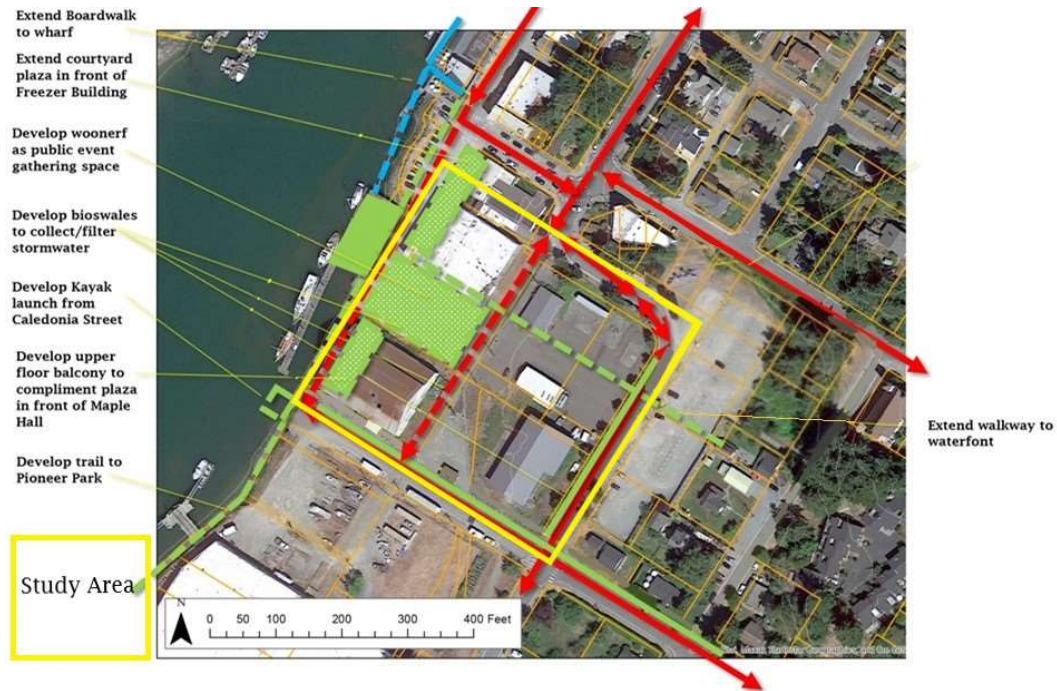 Extend Boardwalk
to wharf
Extend courtyard
plaza in front of
Freezer Building
Develop woonerf
as public event
gathering space
Develop bioswales
to collect/filter
stormwater
Develop Kayak
launch from
Caledonia Street
Develop upper
floor balcony to
compliment plaza
in front of Maple
Hall
Develop trail to
Pioneer Park
Extend walkway to
waterfont
Study Area
N
0 50 100 200 300 400 Feet